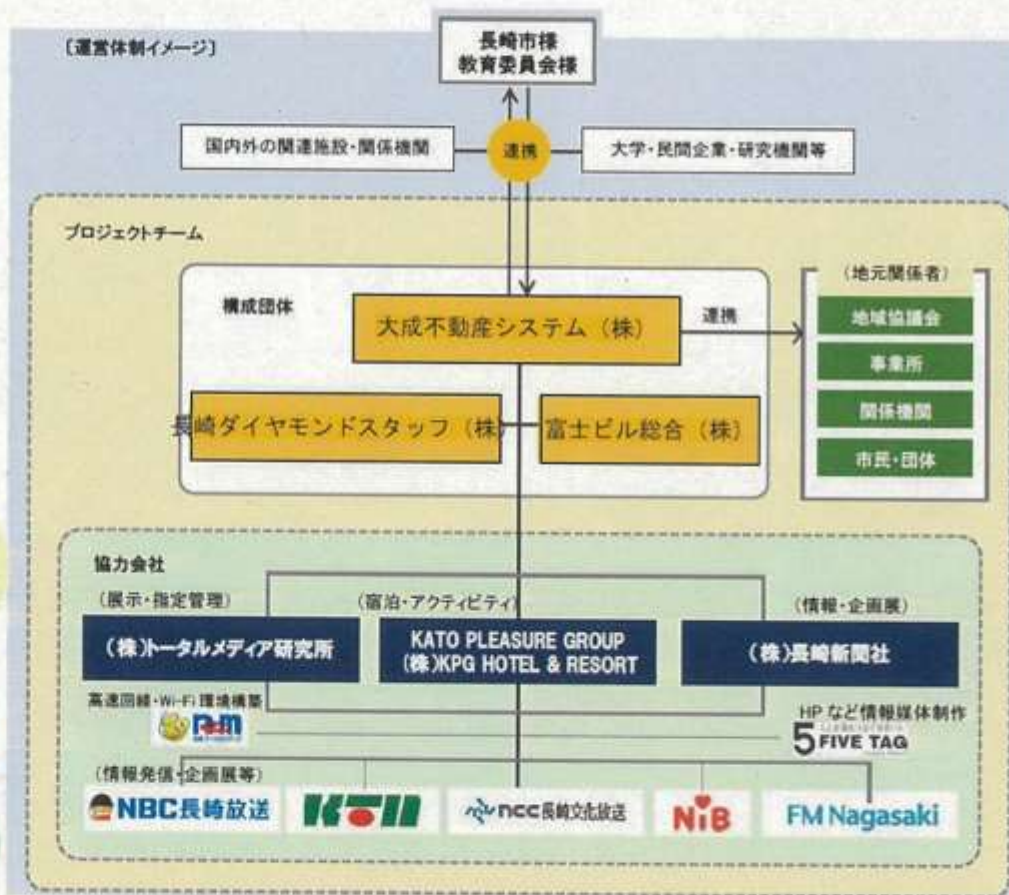 〔運営体制イメージ〕
長崎市様
教育委員会様
国内外の関連施設・関係機関
連携
大学・民間企業・研究機関等
プロジェクトチーム
構成団体
大成不動産システム（株）
連携
長崎ダイヤモンドスタッフ（株）
富士ビル総合（株）
（地元関係者）
地域協議会
事業所
関係機関
市民・団体
協力会社
（展示・指定管理）
（株）トータルメディア研究所
（宿泊・アクティビティ）
KATO PLEASURE GROUP
（株）KPG HOTEL & RESORT
（情報・企画展）
（株）長崎新聞社
高速回線・Wi-Fi環境構築
HPなど情報媒体制作
5 FIVE TAG
（情報発信・企画展等）
NBC長崎放送
KTN
ncc長崎文化放送
NiB
FM Nagasaki